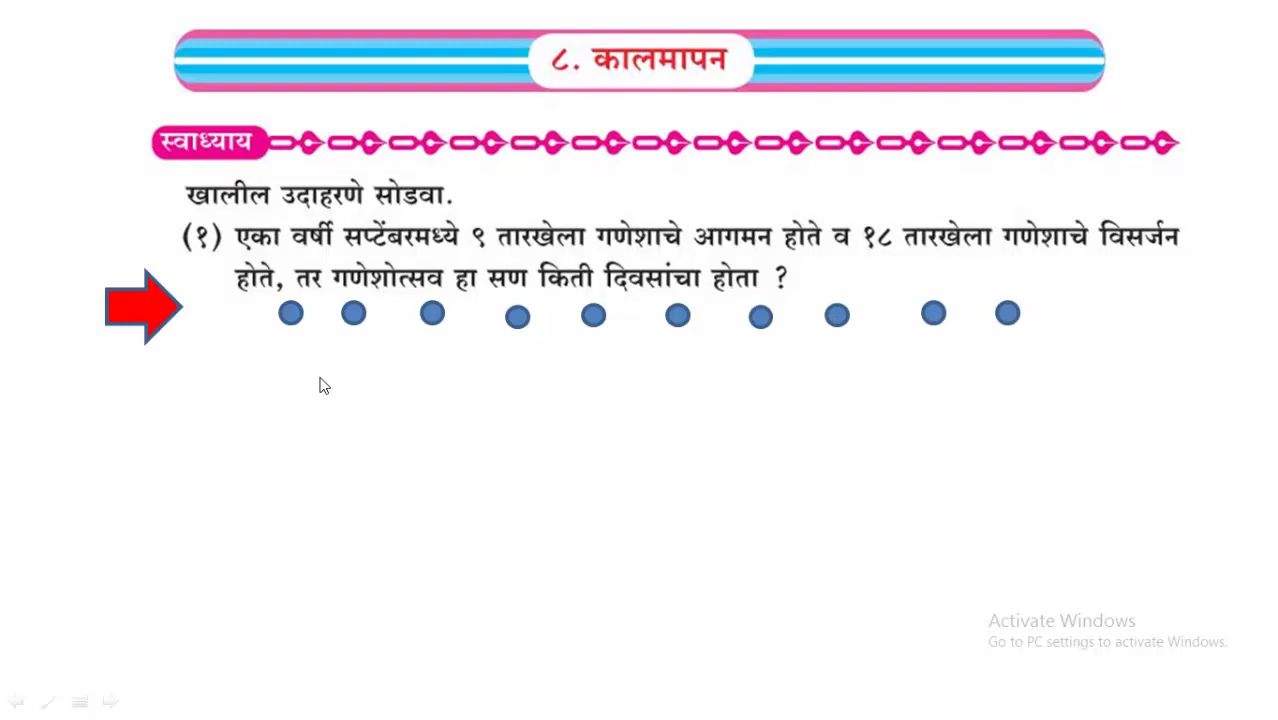 ८. कालमापन
स्वाध्याय
खालील उदाहरणे सोडवा.
(१) एका वर्षी सप्टेंबरमध्ये ९ तारखेला गणेशाचे आगमन होते व १८ तारखेला गणेशाचे विसर्जन
होते, तर गणेशोत्सव हा सण किती दिवसांचा होता ?
Activate Windows
Go to PC settings to activate Windows.